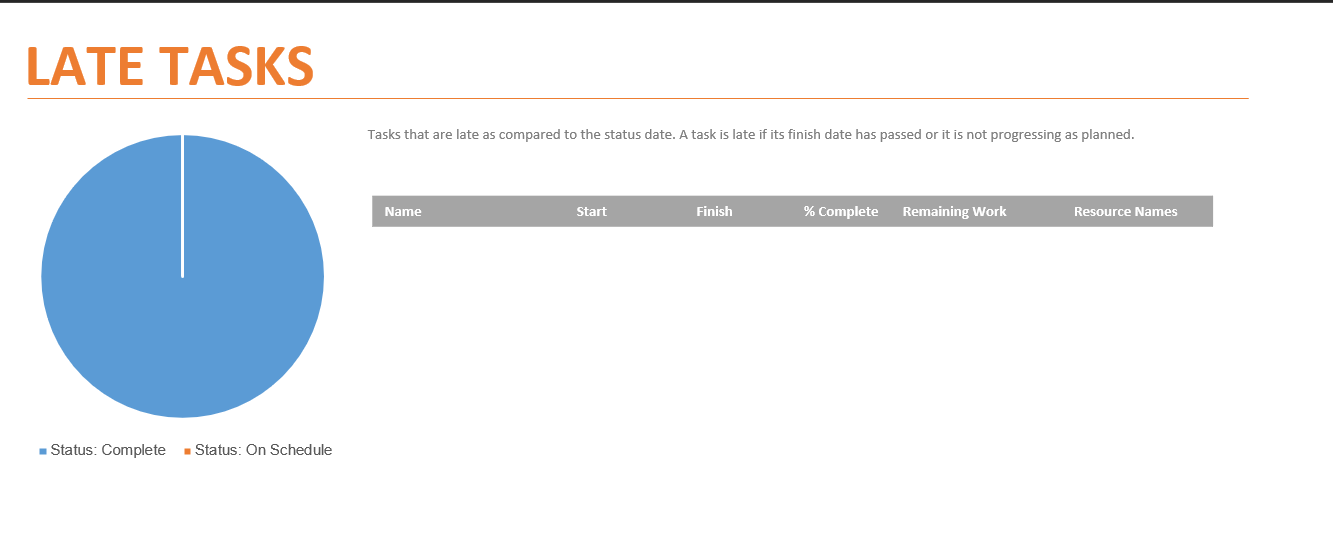 LATE TASKS
Tasks that are late as compared to the status date. A task is late if its finish date has passed or it is not progressing as planned.
Name Start Finish % Complete Remaining Work Resource Names
Status: Complete Status: On Schedule